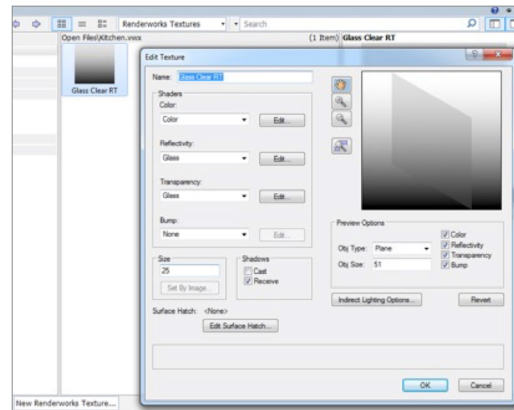 Renderworks Textures
Search
Open Files\Kitchen.vwx
(1 Item)
Glass Clear RT
Glass Clear RT
Edit Texture
Name: Glass Clear RT
Shaders
Color:
Color
Edit...
Reflectivity:
Glass
Edit...
Transparency:
Glass
Edit...
Bump:
None
Edit...
Size
25
Set By Image...
Shadows
Cast
Receive
Surface Hatch: <None>
Edit Surface Hatch...
Preview Options
Obj Type: Plane
Obj Size: 51
Color
Reflectivity
Transparency
Bump
Indirect Lighting Options...
Revert
OK
Cancel
New Renderworks Texture...